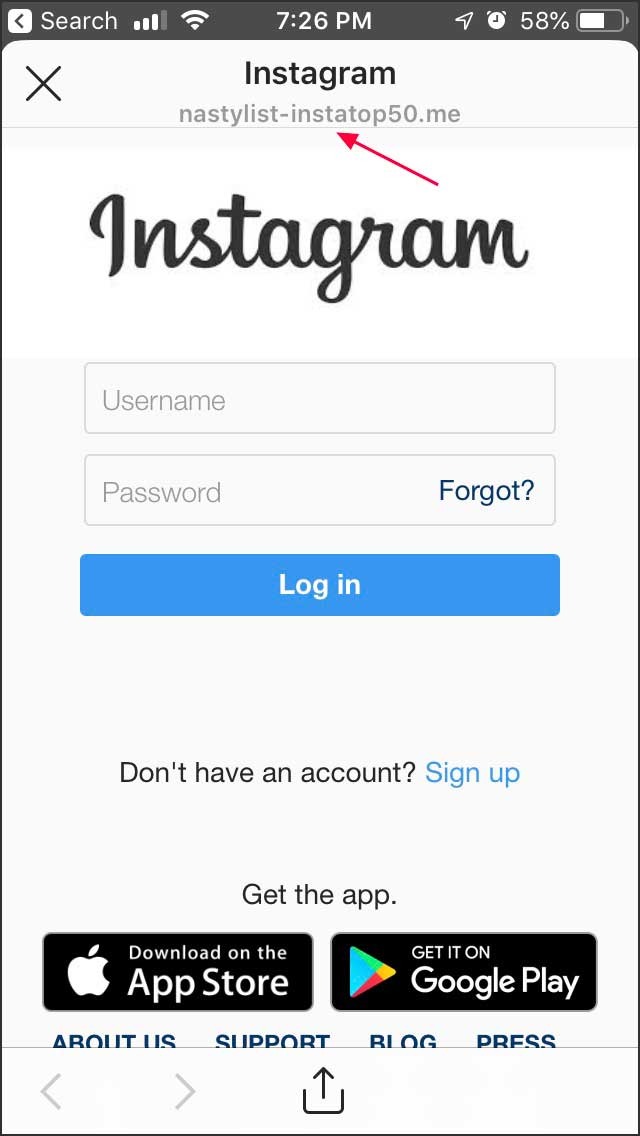 Search 7:26 PM 58%
Instagram
nastylist-instatop50.me
Instagram
Username
Password Forgot?
Log in
Don't have an account? Sign up
Get the app.
Download on the
App Store
GET IT ON
Google Play
ABOUT US SUPPORT BLOG PRESS